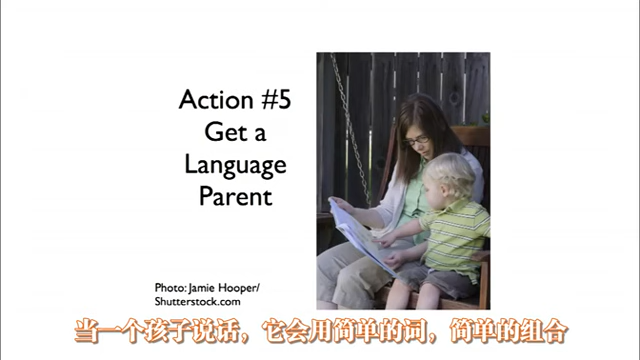 Action #5
Get a
Language
Parent
Photo: Jamie Hooper/
Shutterstock.com
当一个孩子说话，它会用简单的词，简单的组合